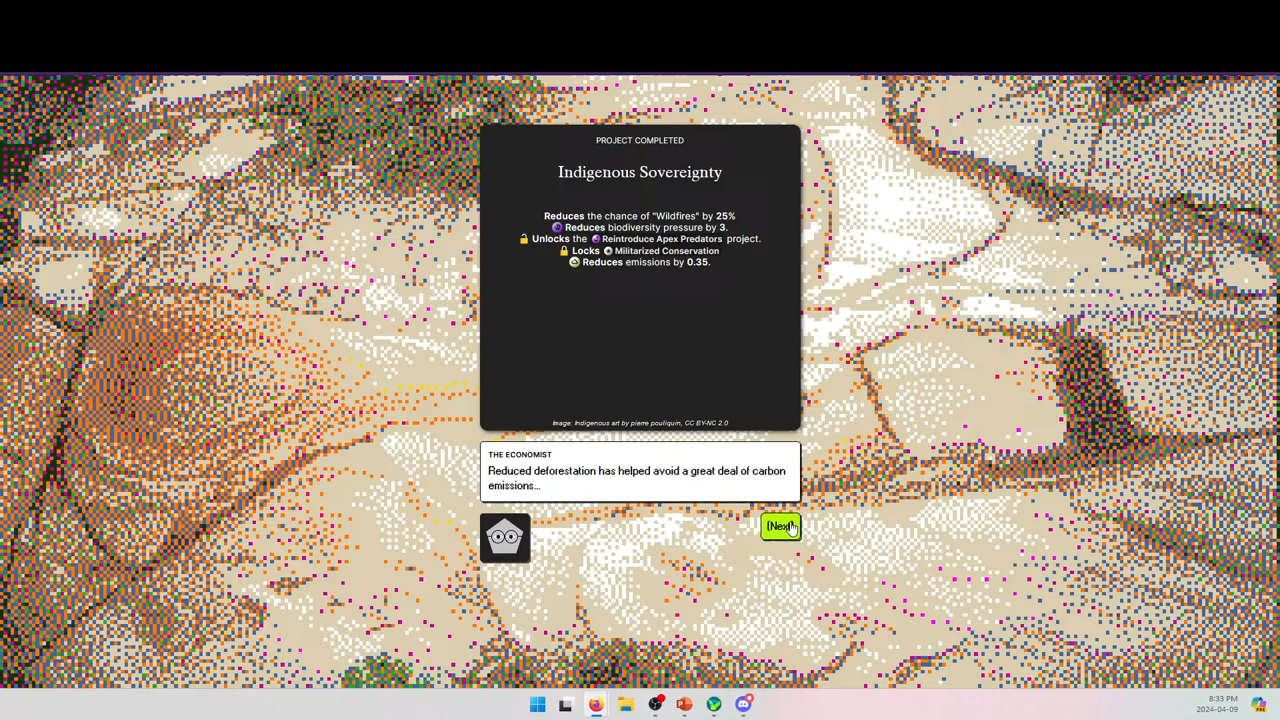 PROJECT COMPLETED
Indigenous Sovereignty
Reduces the chance of "Wildfires" by 25%
Reduces biodiversity pressure by 3.
Unlocks the Reintroduce Apex Predators project.
Locks Militarized Conservation
Reduces emissions by 0.35.
Image: Indigenous art by pierre pouliquin, CC BY-NC 2.0
THE ECONOMIST
Reduced deforestation has helped avoid a great deal of carbon
emissions...
(Next)
8:33 PM
2024-04-09